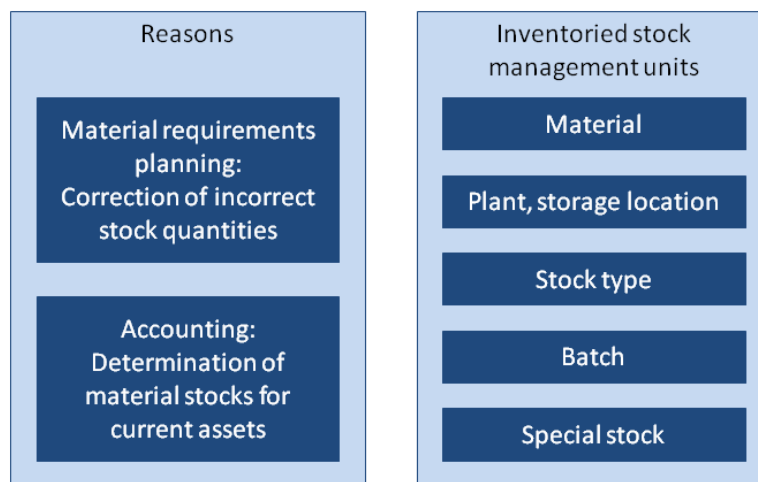 Reasons
Material requirements
planning:
Correction of incorrect
stock quantities
Accounting:
Determination of
material stocks for
current assets
Inventoried stock
management units
Material
Plant, storage location
Stock type
Batch
Special stock